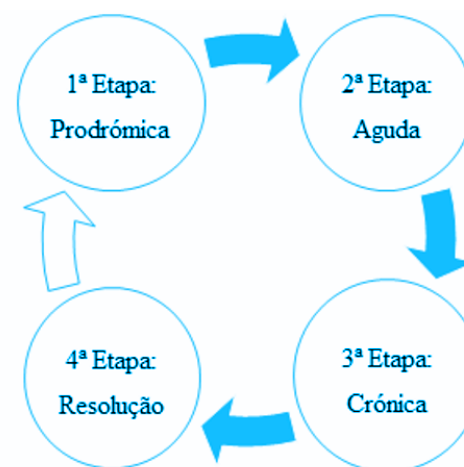 1ª Etapa:
Prodrómica
2ª Etapa:
Aguda
3ª Etapa:
Crónica
4ª Etapa:
Resolução